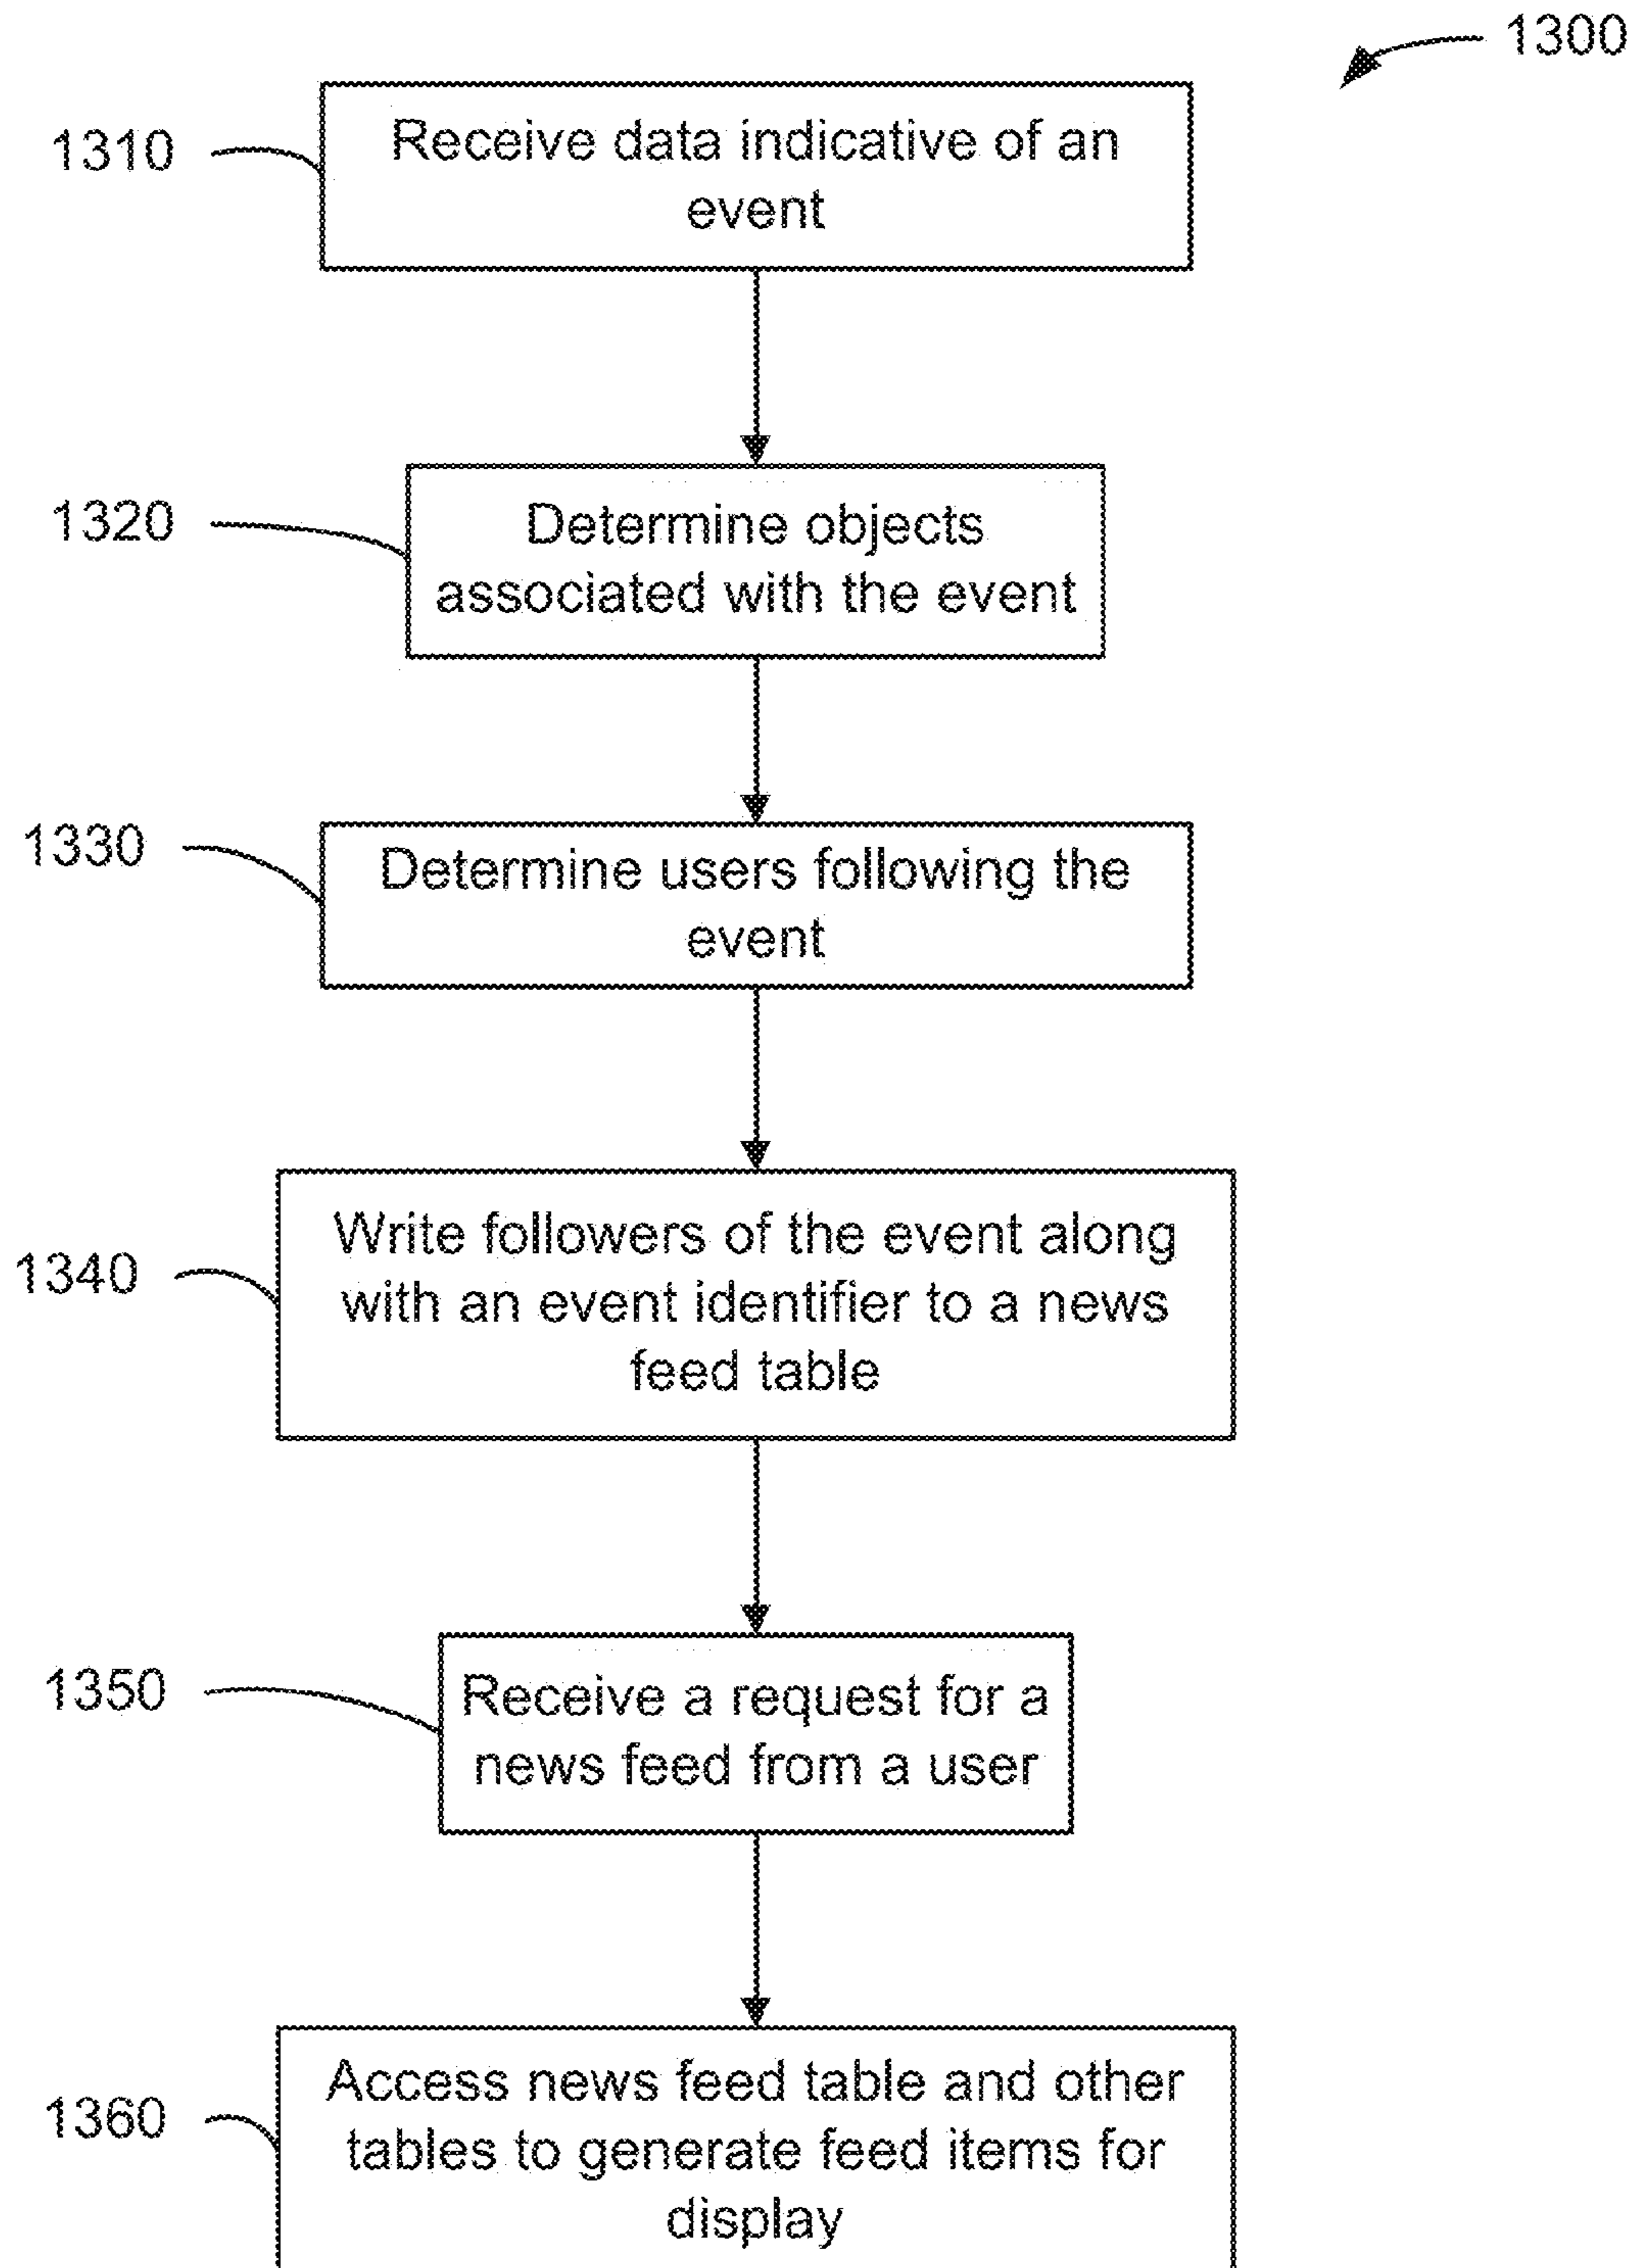 1300
1310
Receive data indicative of an
event
1320
Determine objects
associated with the event
1330
Determine users following the
event
1340
Write followers of the event along
with an event identifier to a news
feed table
1350
Receive a request for a
news feed from a user
1360
Access news feed table and other
tables to generate feed items for
display